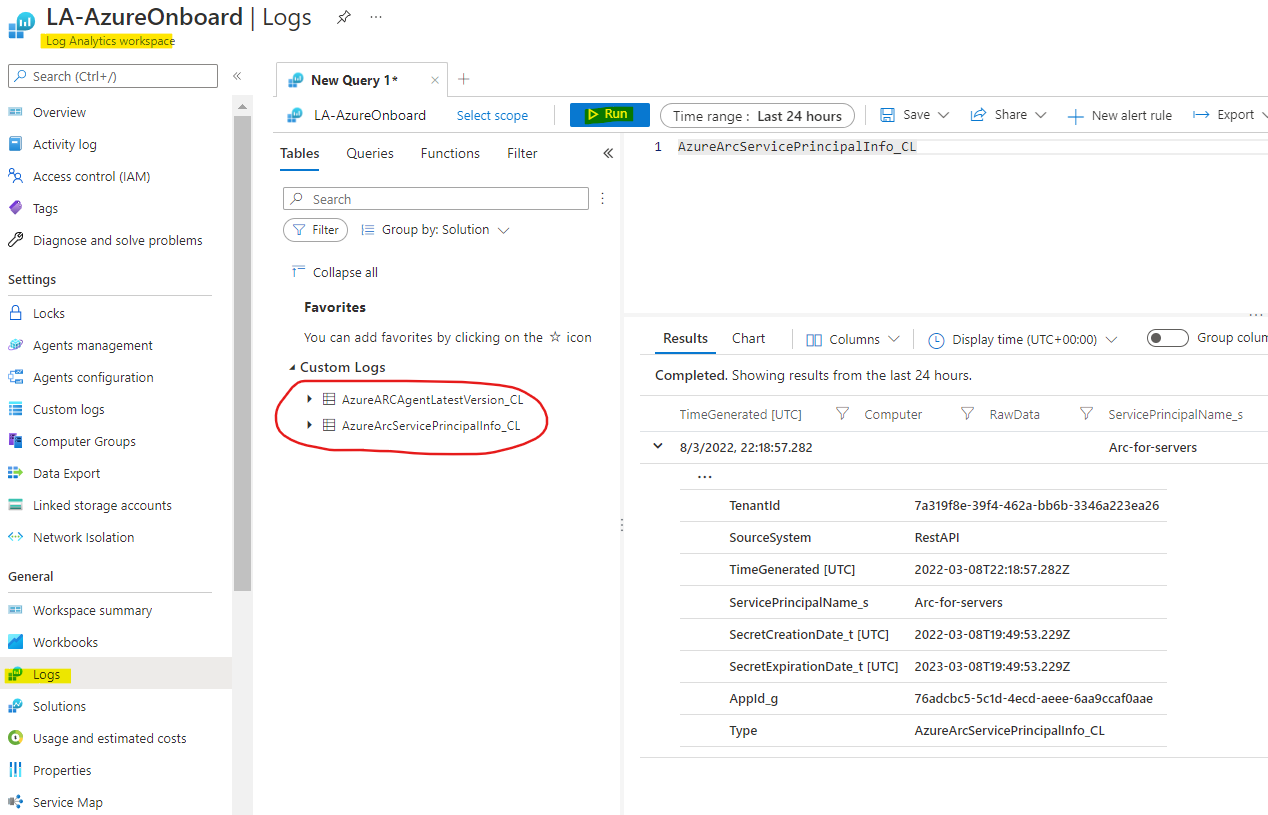 LA-AzureOnboard | Logs
Log Analytics workspace
Search (Ctrl+/)
Overview
Activity log
Access control (IAM)
Tags
Diagnose and solve problems
Settings
Locks
Agents management
Agents configuration
Custom logs
Computer Groups
Data Export
Linked storage accounts
Network Isolation
General
Workspace summary
Workbooks
Logs
Solutions
Usage and estimated costs
Properties
Service Map
New Query 1*
LA-AzureOnboard Select scope Run Time range : Last 24 hours Save Share New alert rule Export
Tables Queries Functions Filter
Search
Filter Group by: Solution
Collapse all
Favorites
You can add favorites by clicking on the ☆ icon
Custom Logs
AzureARCAgentLatestVersion_CL
AzureArcServicePrincipalInfo_CL
1 AzureArcServicePrincipalInfo_CL
Results Chart Columns Display time (UTC+00:00) Group colum
Completed. Showing results from the last 24 hours.
TimeGenerated [UTC] Computer RawData ServicePrincipalName_s
8/3/2022, 22:18:57.282 Arc-for-servers
...
TenantId 7a319f8e-39f4-462a-bb6b-3346a223ea26
SourceSystem RestAPI
TimeGenerated [UTC] 2022-03-08T22:18:57.282Z
ServicePrincipalName_s Arc-for-servers
SecretCreationDate_t [UTC] 2022-03-08T19:49:53.229Z
SecretExpirationDate_t [UTC] 2023-03-08T19:49:53.229Z
AppId_g 76adcbc5-5c1d-4ecd-aeee-6aa9ccaf0aae
Type AzureArcServicePrincipalInfo_CL